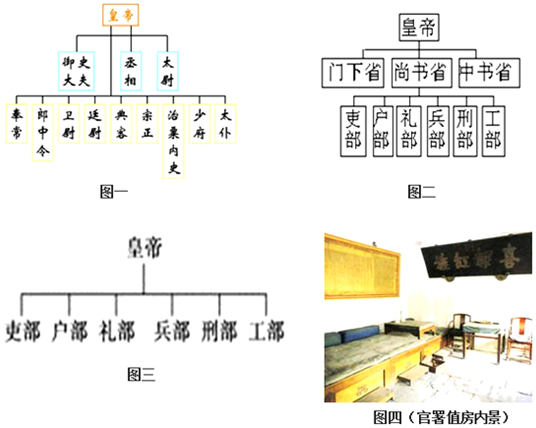 皇帝
御史大夫 丞相 太尉
奉常 郎中令 卫尉 廷尉 典客 宗正 治粟内史 少府 太仆
图一
皇帝
门下省 尚书省 中书省
吏部 户部 礼部 兵部 刑部 工部
图二
皇帝
吏部 户部 礼部 兵部 刑部 工部
图三
图四（官署值房内景）